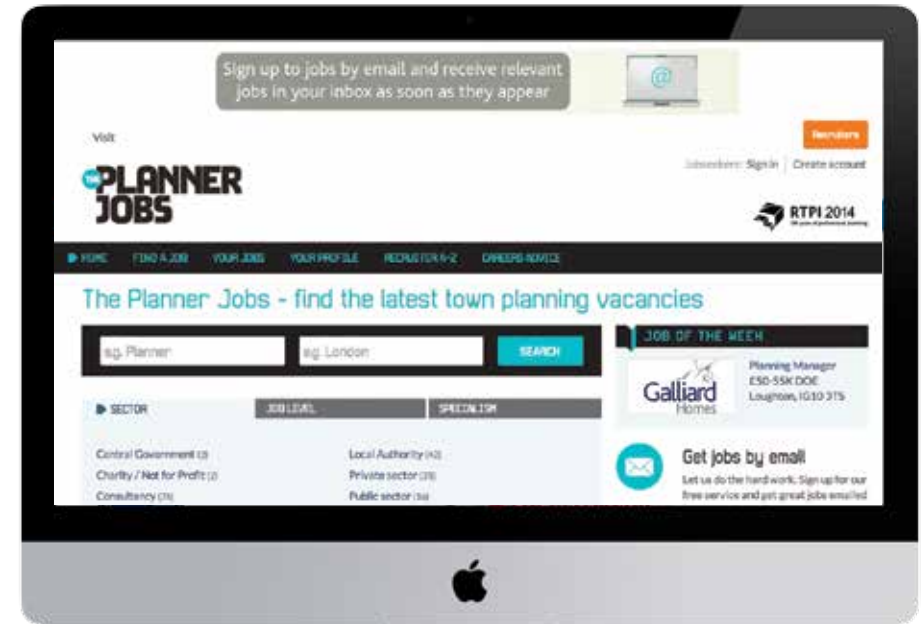 Sign up to jobs by email and receive relevant
jobs in your inbox as soon as they appear
@
Visit
Recruiters
Jobseekers: Sign in | Create account
THE PLANNER
JOBS
RTPI 2014
HOME FIND A JOB YOUR JOBS YOUR PROFILE RECRUITER A-Z CAREERS ADVICE
The Planner Jobs - find the latest town planning vacancies
e.g. Planner e.g. London SEARCH
JOB OF THE WEEK
Galliard
Homes
Planning Manager
£50-55K DOE
Loughton, IG10 3TS
SECTOR JOB LEVEL SPECIALISM
Central Government
Local Authority
Charity / Not for Profit
Private sector
Consultancy
Public sector
Get jobs by email
Let us do the hard work. Sign up for our
free service and get great jobs emailed